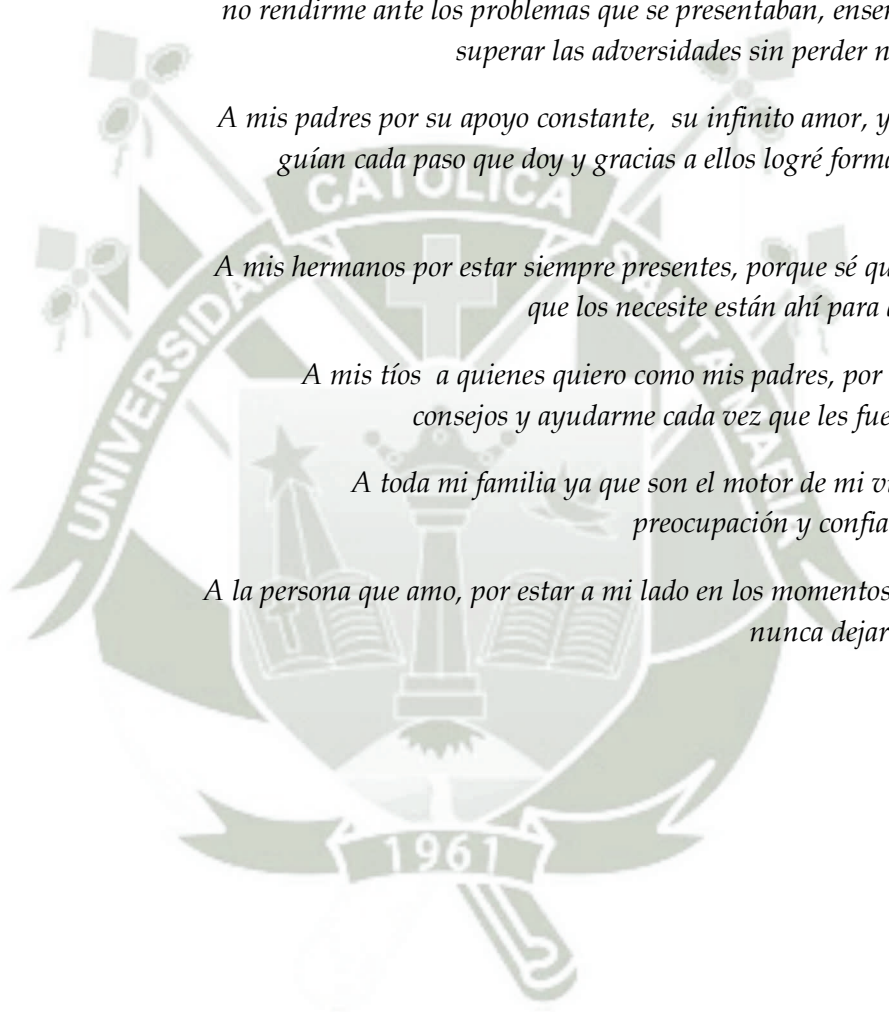 no rendirme ante los problemas que se presentaban,
superar las adversidades sin perder
A mis padres por su apoyo constante, su infinito amor, y
guían cada paso que doy y gracias a ellos logré forma
A mis hermanos por estar siempre presentes, porque sé qu
que los necesite están ahí para
A mis tíos a quienes quiero como mis padres, por
consejos y ayudarme cada vez que les fue
A toda mi familia ya que son el motor de mi
preocupación y confia
A la persona que amo, por estar a mi lado en los momentos
nunca dejar
UNIVERSIDAD CATOLICA SANTA MARIA
1961